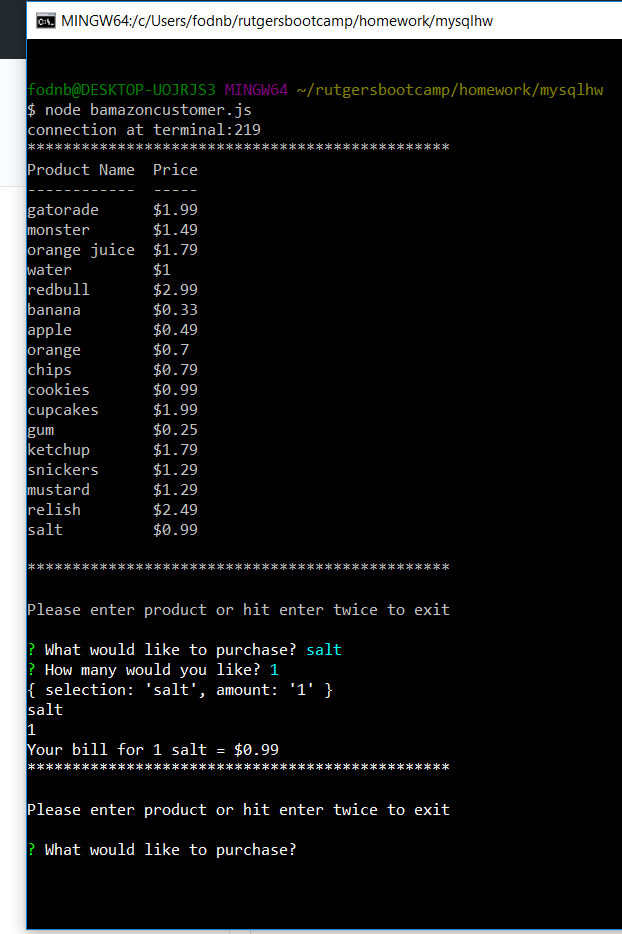 MINGW64:/c/Users/fodnb/rutgersbootcamp/homework/mysqlhw
fodnb@DESKTOP-UOJRJS3 MINGW64 ~/rutgersbootcamp/homework/mysqlhw
$ node bamazoncustomer.js
connection at terminal:219
***********************************************
Product Name  Price
------------  -----
gatorade      $1.99
monster       $1.49
orange juice  $1.79
water         $1
redbull       $2.99
banana        $0.33
apple         $0.49
orange        $0.7
chips         $0.79
cookies       $0.99
cupcakes      $1.99
gum           $0.25
ketchup       $1.79
snickers      $1.29
mustard       $1.29
relish        $2.49
salt          $0.99
***********************************************
Please enter product or hit enter twice to exit
? What would like to purchase? salt
? How many would you like? 1
{ selection: 'salt', amount: '1' }
salt
1
Your bill for 1 salt = $0.99
***********************************************
Please enter product or hit enter twice to exit
? What would like to purchase?